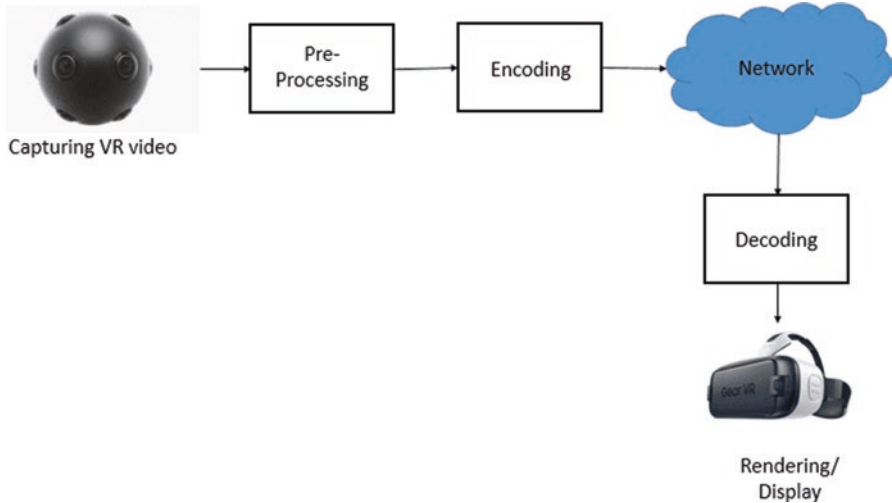 Pre-
Processing
Encoding
Network
Capturing VR video
Decoding
Gear VR
Rendering/
Display